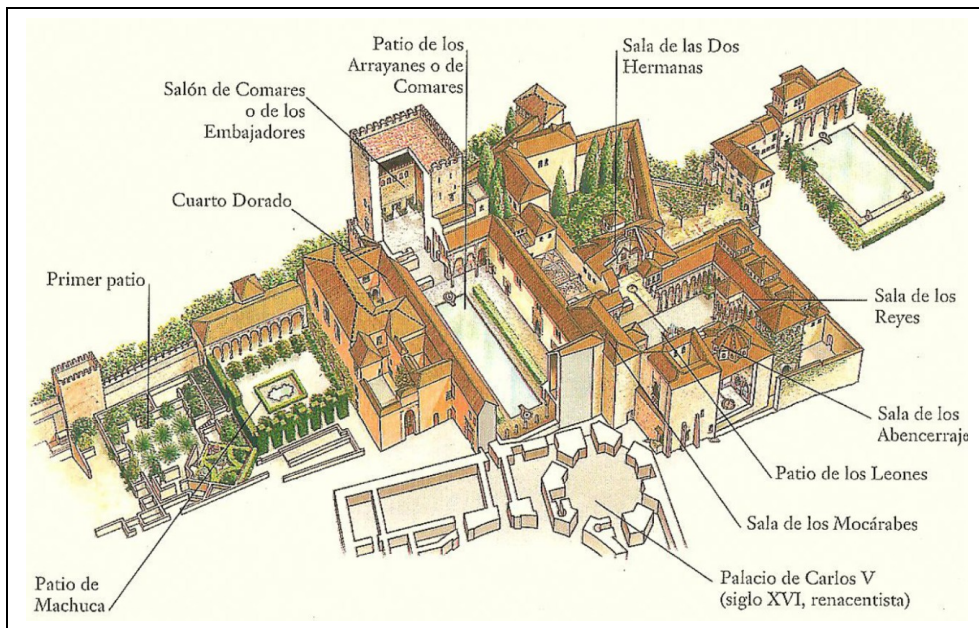 Patio de los
Arrayanes o de
Comares
Sala de las Dos
Hermanas
Salón de Comares
o de los
Embajadores
Cuarto Dorado
Primer patio
Sala de los
Reyes
Sala de los
Abencerraje
Patio de los Leones
Sala de los Mocárabes
Patio de
Machuca
Palacio de Carlos V
(siglo XVI, renacentista)